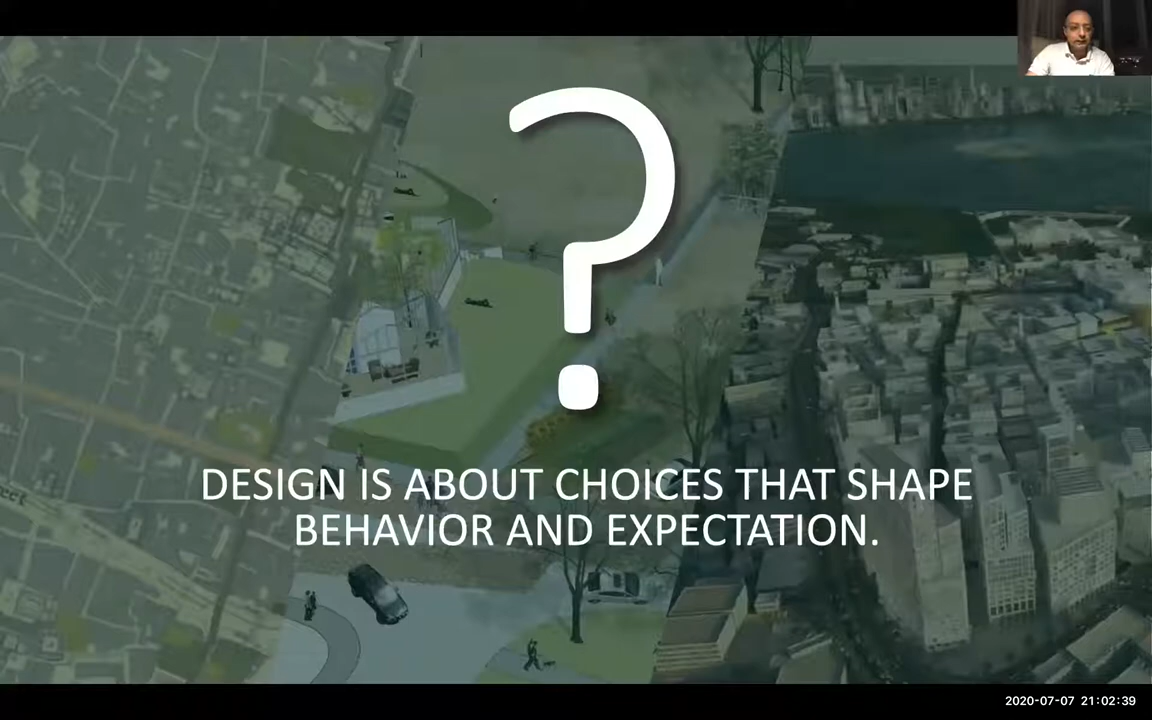 ?
DESIGN IS ABOUT CHOICES THAT SHAPE
BEHAVIOR AND EXPECTATION.
2020-07-07 21:02:39